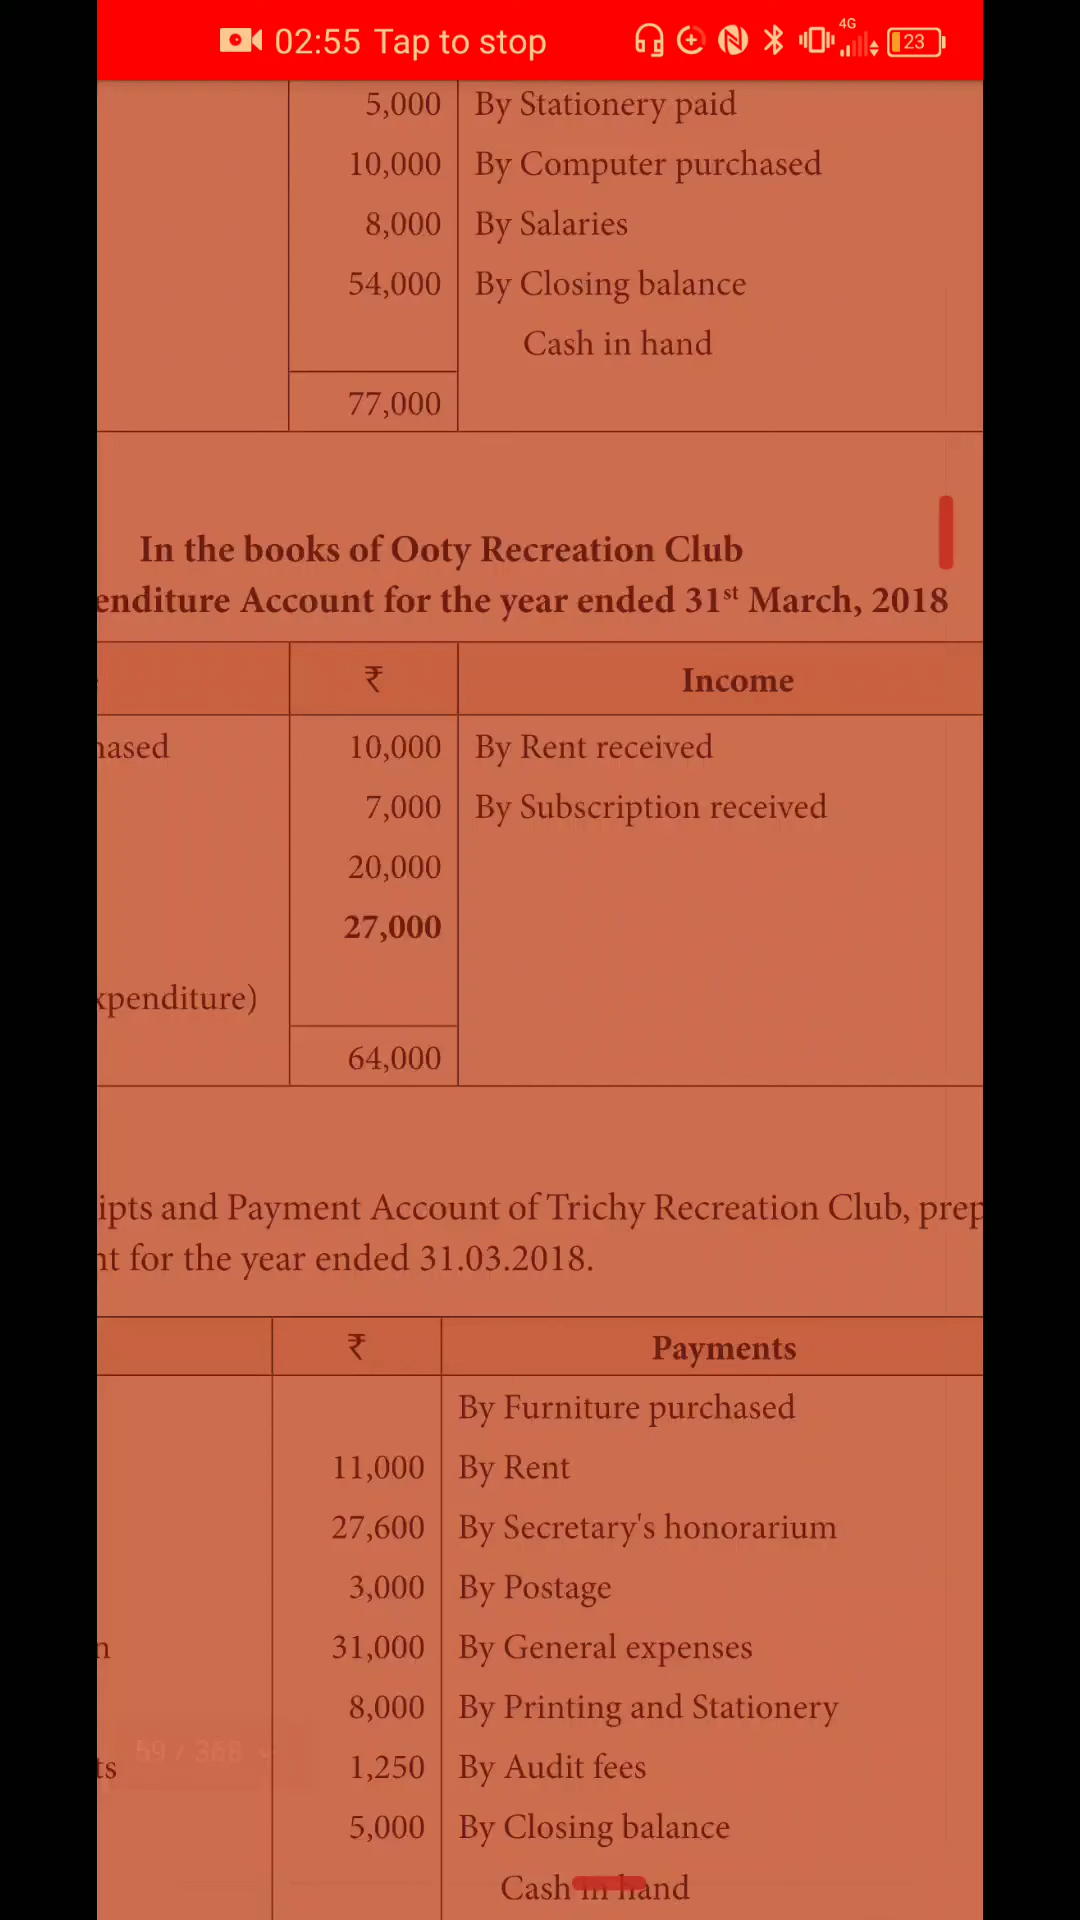 02:55 Tap to stop 4G 23
5,000 By Stationery paid
10,000 By Computer purchased
8,000 By Salaries
54,000 By Closing balance
Cash in hand
77,000
In the books of Ooty Recreation Club
enditure Account for the year ended 31st March, 2018
₹ Income
hased 10,000 By Rent received
7,000 By Subscription received
20,000
27,000
xpenditure)
64,000
ipts and Payment Account of Trichy Recreation Club, prep
nt for the year ended 31.03.2018.
₹ Payments
By Furniture purchased
11,000 By Rent
27,600 By Secretary's honorarium
3,000 By Postage
n 31,000 By General expenses
8,000 By Printing and Stationery
59 / 368
ts 1,250 By Audit fees
5,000 By Closing balance
Cash in hand